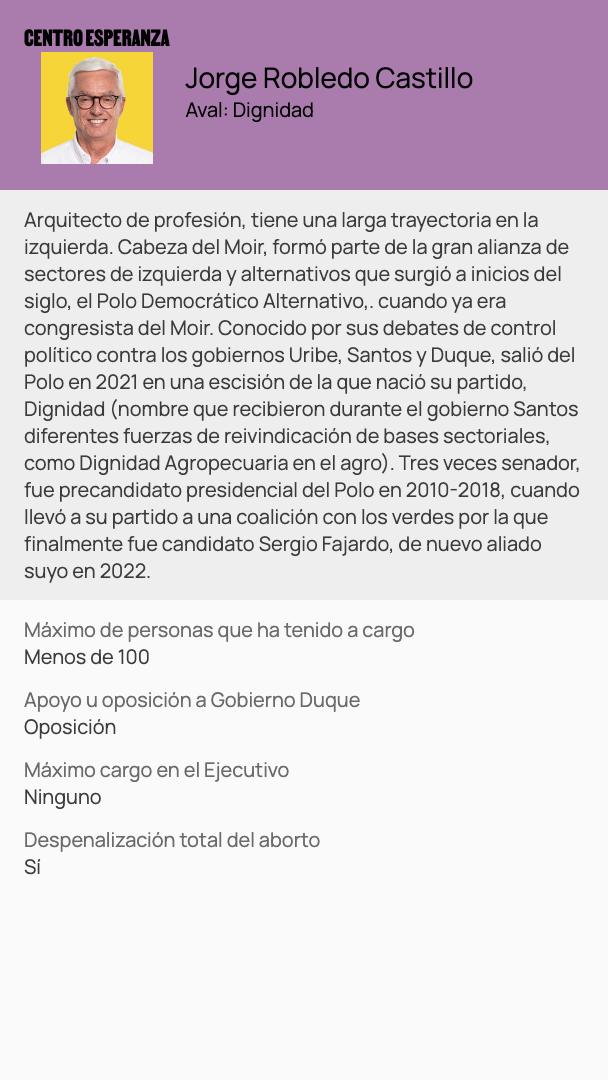 CENTRO ESPERANZA
Jorge Robledo Castillo
Aval: Dignidad
Arquitecto de profesión, tiene una larga trayectoria en la
izquierda. Cabeza del Moir, formó parte de la gran alianza de
sectores de izquierda y alternativos que surgió a inicios del
siglo, el Polo Democrático Alternativo,. cuando ya era
congresista del Moir. Conocido por sus debates de control
político contra los gobiernos Uribe, Santos y Duque, salió del
Polo en 2021 en una escisión de la que nació su partido,
Dignidad (nombre que recibieron durante el gobierno Santos
diferentes fuerzas de reivindicación de bases sectoriales,
como Dignidad Agropecuaria en el agro). Tres veces senador,
fue precandidato presidencial del Polo en 2010-2018, cuando
llevó a su partido a una coalición con los verdes por la que
finalmente fue candidato Sergio Fajardo, de nuevo aliado
suyo en 2022.
Máximo de personas que ha tenido a cargo
Menos de 100
Apoyo u oposición a Gobierno Duque
Oposición
Máximo cargo en el Ejecutivo
Ninguno
Despenalización total del aborto
Sí